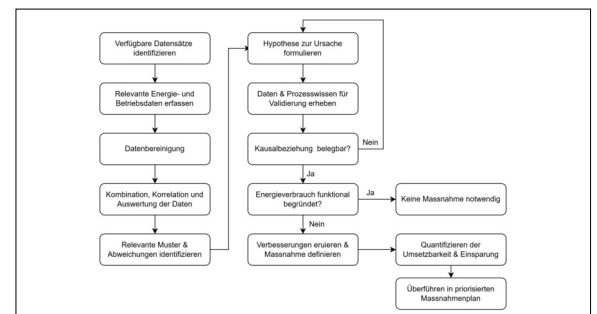 Verfügbare Datensätze
identifizieren
Relevante Energie- und
Betriebsdaten erfassen
Datenbereinigung
Kombination, Korrelation und
Auswertung der Daten
Relevante Muster &
Abweichungen identifizieren
Hypothese zur Ursache
formulieren
Daten & Prozesswissen für
Validierung erheben
Kausalbeziehung belegbar?
Nein
Ja
Energieverbrauch funktional
begründet?
Ja
Keine Massnahme notwendig
Nein
Verbesserungen eruieren &
Massnahme definieren
Quantifizieren der
Umsetzbarkeit & Einsparung
Überführen in priorisierten
Massnahmenplan